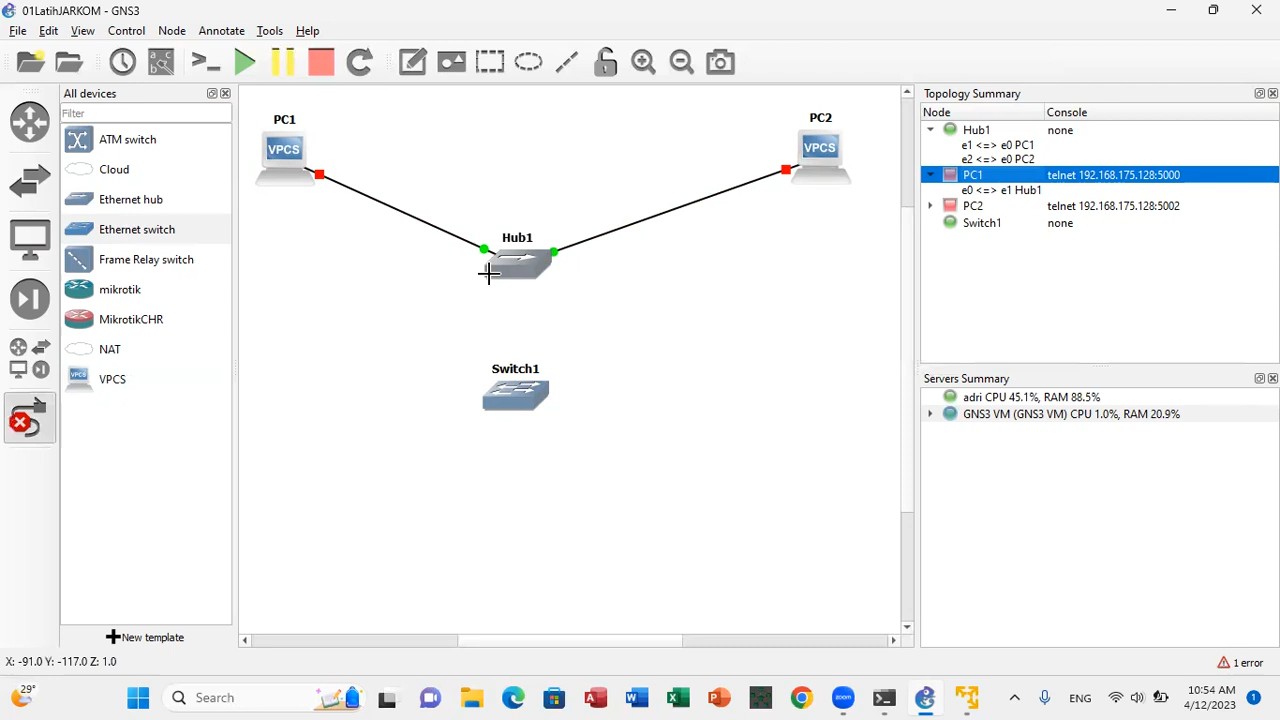 01LatihJARKOM - GNS3
File Edit View Control Node Annotate Tools Help
All devices
Filter
ATM switch
Cloud
Ethernet hub
Ethernet switch
Frame Relay switch
mikrotik
MikrotikCHR
NAT
VPCS
VPCS
New template
PC1
VPCS
PC2
VPCS
Hub1
Switch1
Topology Summary
Node Console
Hub1 none
e1 <=> e0 PC1
e2 <=> e0 PC2
PC1 telnet 192.168.175.128:5000
e0 <=> e1 Hub1
PC2 telnet 192.168.175.128:5002
Switch1 none
Servers Summary
adri CPU 45.1%, RAM 88.5%
GNS3 VM (GNS3 VM) CPU 1.0%, RAM 20.9%
X: -91.0 Y: -117.0 Z: 1.0
1 error
29°
Search
ENG
10:54 AM
4/12/2023
1